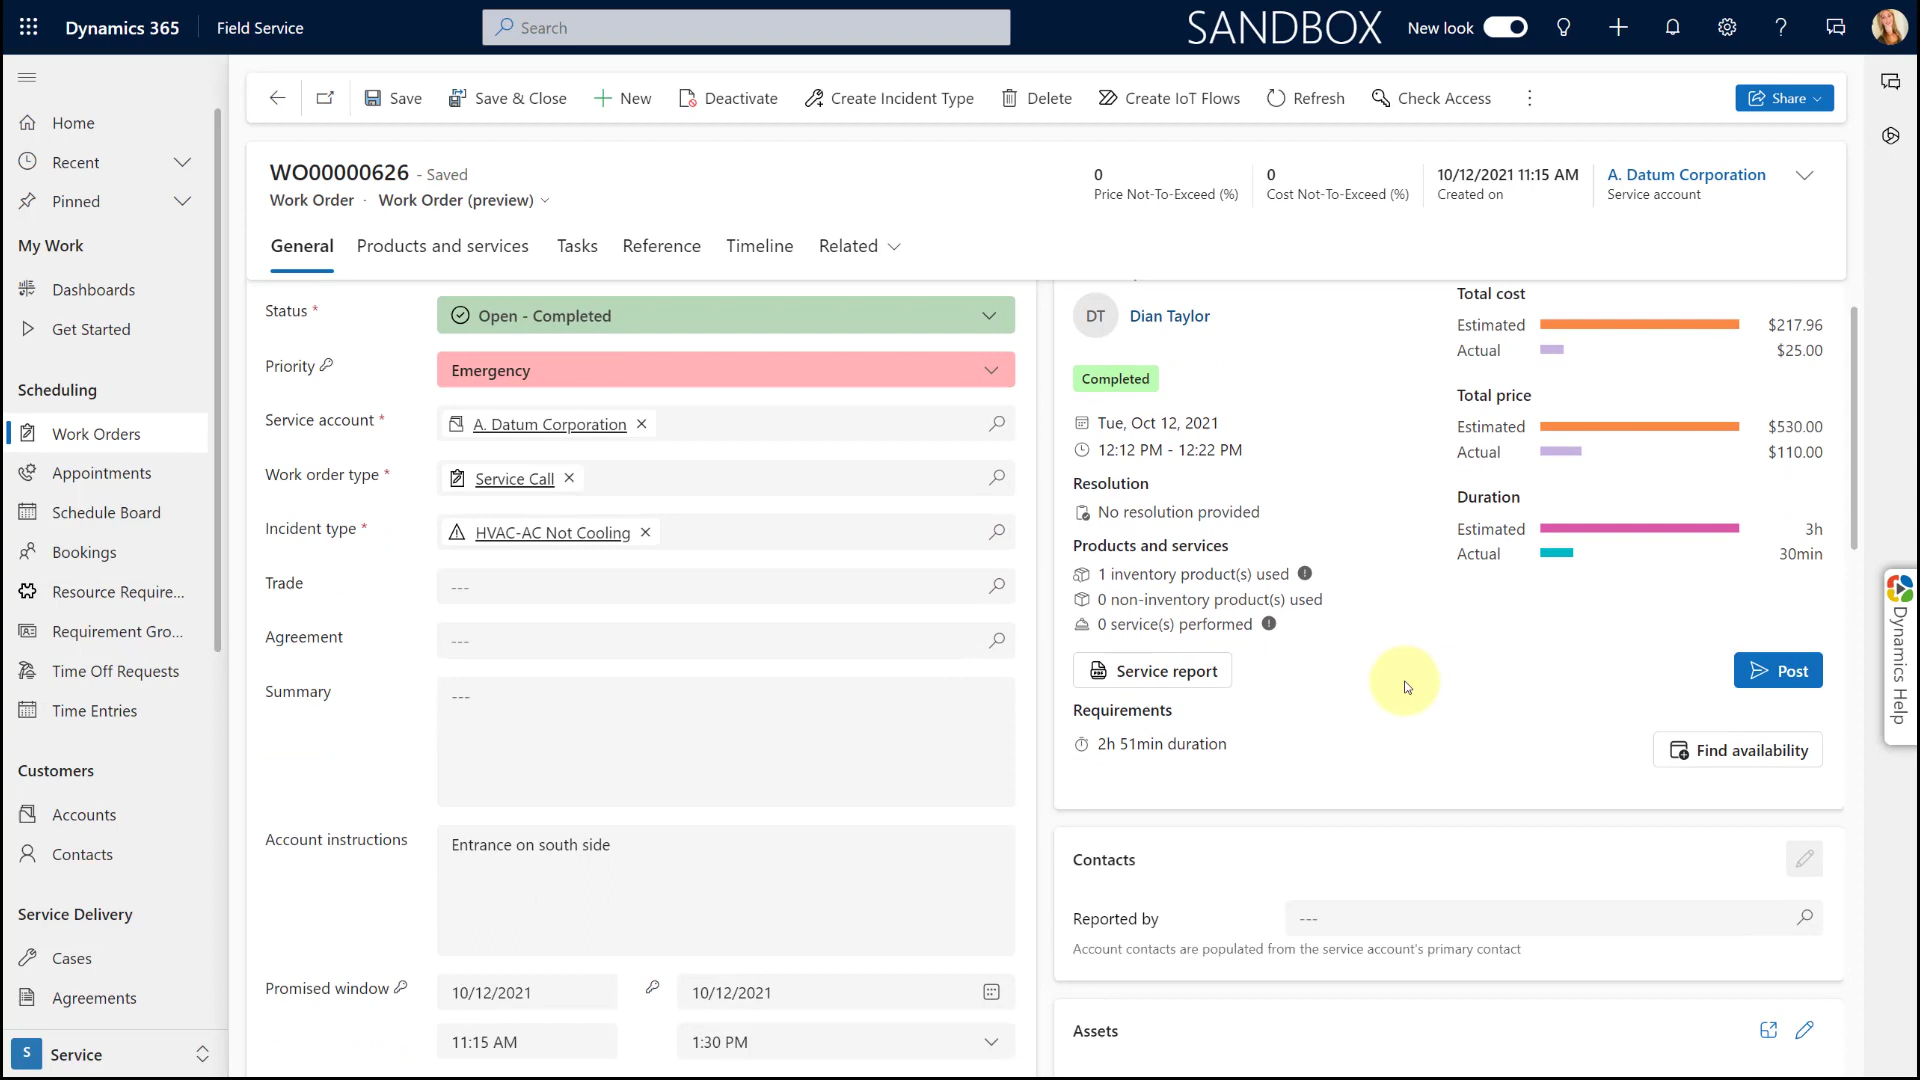 Dynamics 365
Field Service
Search
SANDBOX
New look
Home
Recent
Pinned
My Work
Dashboards
Get Started
Scheduling
Work Orders
Appointments
Schedule Board
Bookings
Resource Require...
Requirement Gro...
Time Off Requests
Time Entries
Customers
Accounts
Contacts
Service Delivery
Cases
Agreements
S
Service
Save
Save & Close
New
Deactivate
Create Incident Type
Delete
Create IoT Flows
Refresh
Check Access
Share
WO00000626 - Saved
Work Order · Work Order (preview)
0
Price Not-To-Exceed (%)
0
Cost Not-To-Exceed (%)
10/12/2021 11:15 AM
Created on
A. Datum Corporation
Service account
General
Products and services
Tasks
Reference
Timeline
Related
Status *
Open - Completed
Priority
Emergency
Service account *
A. Datum Corporation
Work order type *
Service Call
Incident type *
HVAC-AC Not Cooling
Trade
---
Agreement
---
Summary
---
Account instructions
Entrance on south side
Promised window
10/12/2021
10/12/2021
11:15 AM
1:30 PM
DT
Dian Taylor
Completed
Tue, Oct 12, 2021
12:12 PM - 12:22 PM
Resolution
No resolution provided
Products and services
1 inventory product(s) used
0 non-inventory product(s) used
0 service(s) performed
Service report
Requirements
2h 51min duration
Total cost
Estimated
$217.96
Actual
$25.00
Total price
Estimated
$530.00
Actual
$110.00
Duration
Estimated
3h
Actual
30min
Post
Find availability
Contacts
Reported by
---
Account contacts are populated from the service account's primary contact
Assets
Dynamics Help